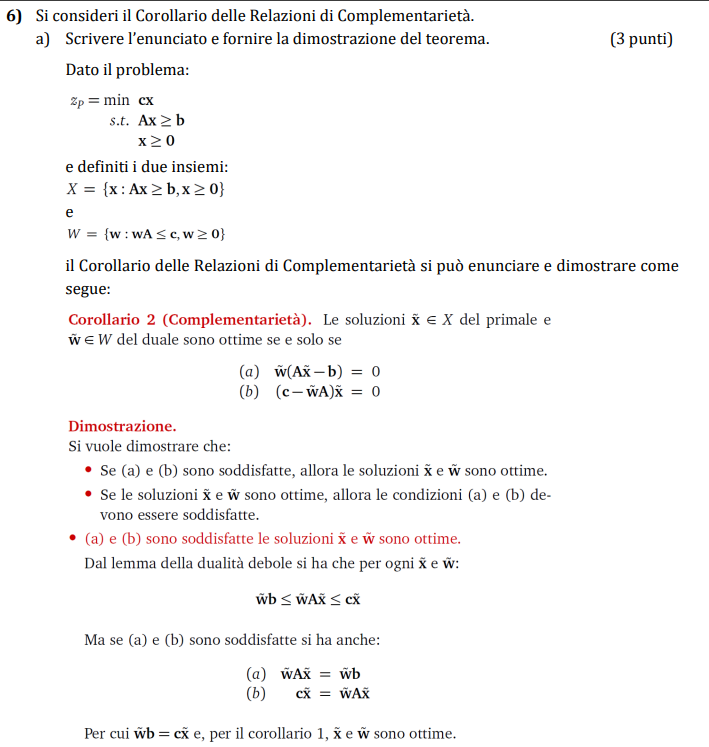 6) Si consideri il Corollario delle Relazioni di Complementarietà.
a) Scrivere l'enunciato e fornire la dimostrazione del teorema. (3 punti)
Dato il problema:
z_P = min cx
s.t. Ax ≥ b
x ≥ 0
e definiti i due insiemi:
X = {x : Ax ≥ b, x ≥ 0}
e
W = {w : wA ≤ c, w ≥ 0}
il Corollario delle Relazioni di Complementarietà si può enunciare e dimostrare come
segue:
Corollario 2 (Complementarietà). Le soluzioni x̃ ∈ X del primale e
w̃ ∈ W del duale sono ottime se e solo se
(a) w̃(Ax̃ − b) = 0
(b) (c − w̃A)x̃ = 0
Dimostrazione.
Si vuole dimostrare che:
• Se (a) e (b) sono soddisfatte, allora le soluzioni x̃ e w̃ sono ottime.
• Se le soluzioni x̃ e w̃ sono ottime, allora le condizioni (a) e (b) de-
vono essere soddisfatte.
• (a) e (b) sono soddisfatte le soluzioni x̃ e w̃ sono ottime.
Dal lemma della dualità debole si ha che per ogni x̃ e w̃:
w̃b ≤ w̃Ax̃ ≤ cx̃
Ma se (a) e (b) sono soddisfatte si ha anche:
(a) w̃Ax̃ = w̃b
(b) cx̃ = w̃Ax̃
Per cui w̃b = cx̃ e, per il corollario 1, x̃ e w̃ sono ottime.